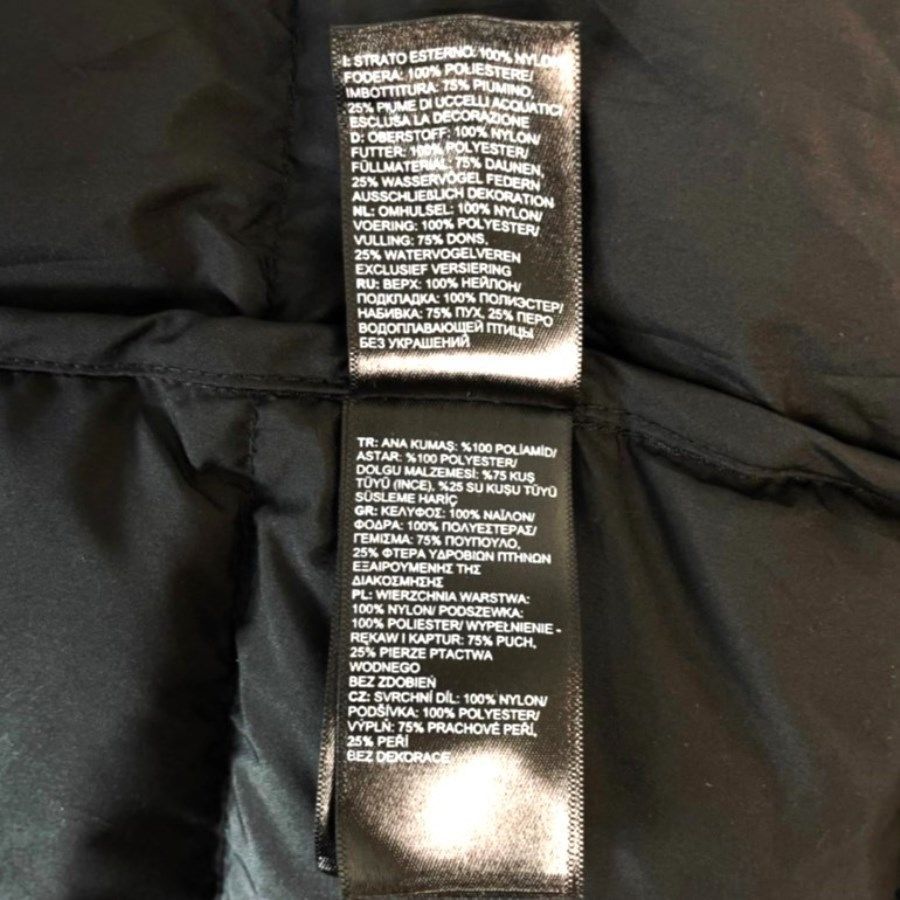 I: STRATO ESTERNO: 100% NYLON/
FODERA: 100% POLIESTERE/
IMBOTTITURA: 75% PIUMINO,
25% PIUME DI UCCELLI ACQUATICI
ESCLUSA LA DECORAZIONE
D: OBERSTOFF: 100% NYLON/
FUTTER: 100% POLYESTER/
FÜLLMATERIAL: 75% DAUNEN,
25% WASSERVÖGEL FEDERN
AUSSCHLIEßLICH DEKORATION
NL: OMHULSEL: 100% NYLON/
VOERING: 100% POLYESTER/
VULLING: 75% DONS,
25% WATERVOGELVEREN
EXCLUSIEF VERSIERING
RU: ВЕРХ: 100% НЕЙЛОН/
ПОДКЛАДКА: 100% ПОЛИЭСТЕР/
НАБИВКА: 75% ПУХ, 25% ПЕРО
ВОДОПЛАВАЮЩЕЙ ПТИЦЫ
БЕЗ УКРАШЕНИЙ
TR: ANA KUMAŞ: %100 POLİAMİD/
ASTAR: %100 POLYESTER/
DOLGU MALZEMESİ: %75 KUŞ
TÜYÜ (İNCE), %25 SU KUŞU TÜYÜ
SÜSLEME HARİÇ
GR: ΚΕΛΥΦΟΣ: 100% ΝΑΪΛΟΝ/
ΦΟΔΡΑ: 100% ΠΟΛΥΕΣΤΕΡΑΣ/
ΓΕΜΙΣΜΑ: 75% ΠΟΥΠΟΥΛΟ,
25% ΦΤΕΡΑ ΥΔΡΟΒΙΩΝ ΠΤΗΝΩΝ
ΕΞΑΙΡΟΥΜΕΝΗΣ ΤΗΣ
ΔΙΑΚΟΣΜΗΣΗΣ
PL: WIERZCHNIA WARSTWA:
100% NYLON/ PODSZEWKA:
100% POLIESTER/ WYPEŁNIENIE -
RĘKAW I KAPTUR: 75% PUCH,
25% PIERZE PTACTWA
WODNEGO
BEZ ZDOBIEŃ
CZ: SVRCHNÍ DÍL: 100% NYLON/
PODŠÍVKA: 100% POLYESTER/
VÝPLŇ: 75% PRACHOVÉ PEŘÍ,
25% PEŘÍ
BEZ DEKORACE